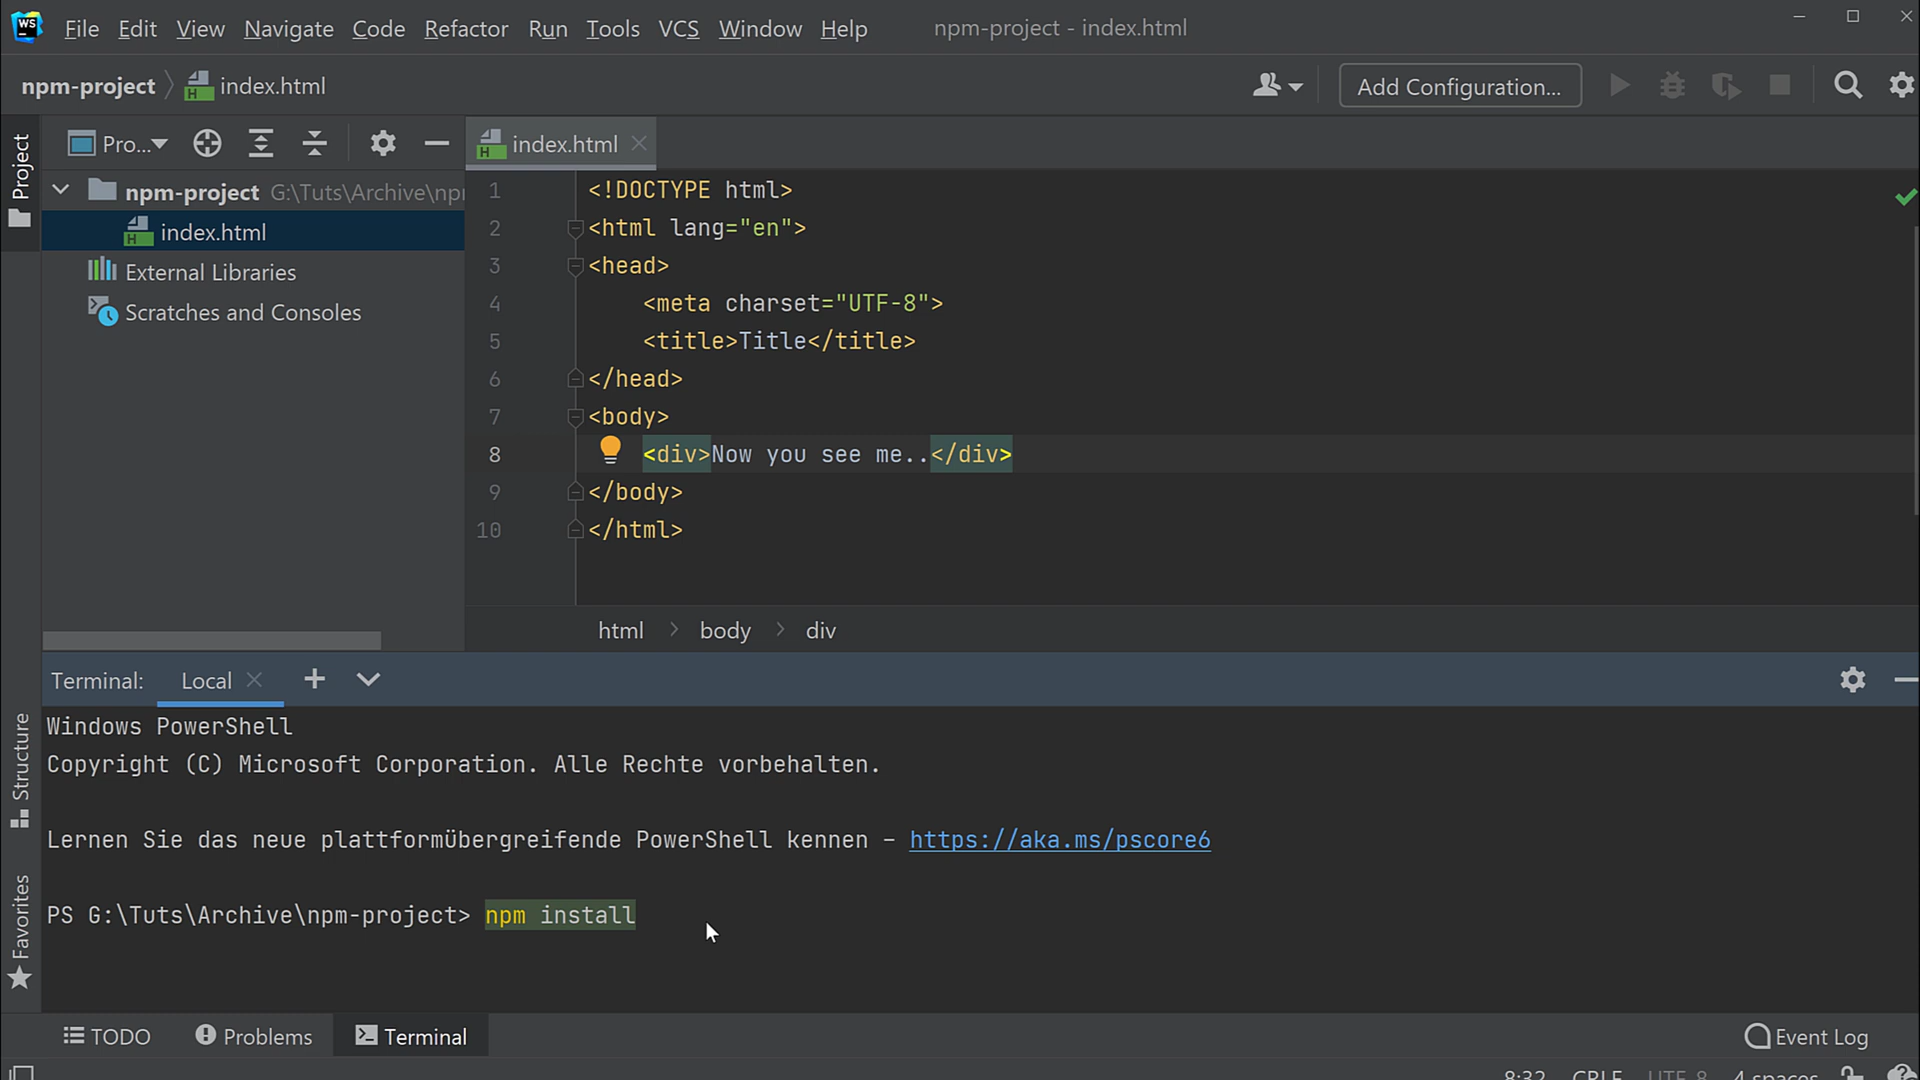 WS File Edit View Navigate Code Refactor Run Tools VCS Window Help npm-project - index.html
npm-project index.html Add Configuration...
Project
Pro... index.html
npm-project G:\Tuts\Archive\npr
index.html
External Libraries
Scratches and Consoles
1 <!DOCTYPE html>
2 <html lang="en">
3 <head>
4 <meta charset="UTF-8">
5 <title>Title</title>
6 </head>
7 <body>
8 <div>Now you see me..</div>
9 </body>
10 </html>
html body div
Terminal: Local
Structure
Favorites
Windows PowerShell
Copyright (C) Microsoft Corporation. Alle Rechte vorbehalten.
Lernen Sie das neue plattformübergreifende PowerShell kennen – https://aka.ms/pscore6
PS G:\Tuts\Archive\npm-project> npm install
TODO Problems Terminal Event Log
8:32 CRLF UTF-8 4 spaces